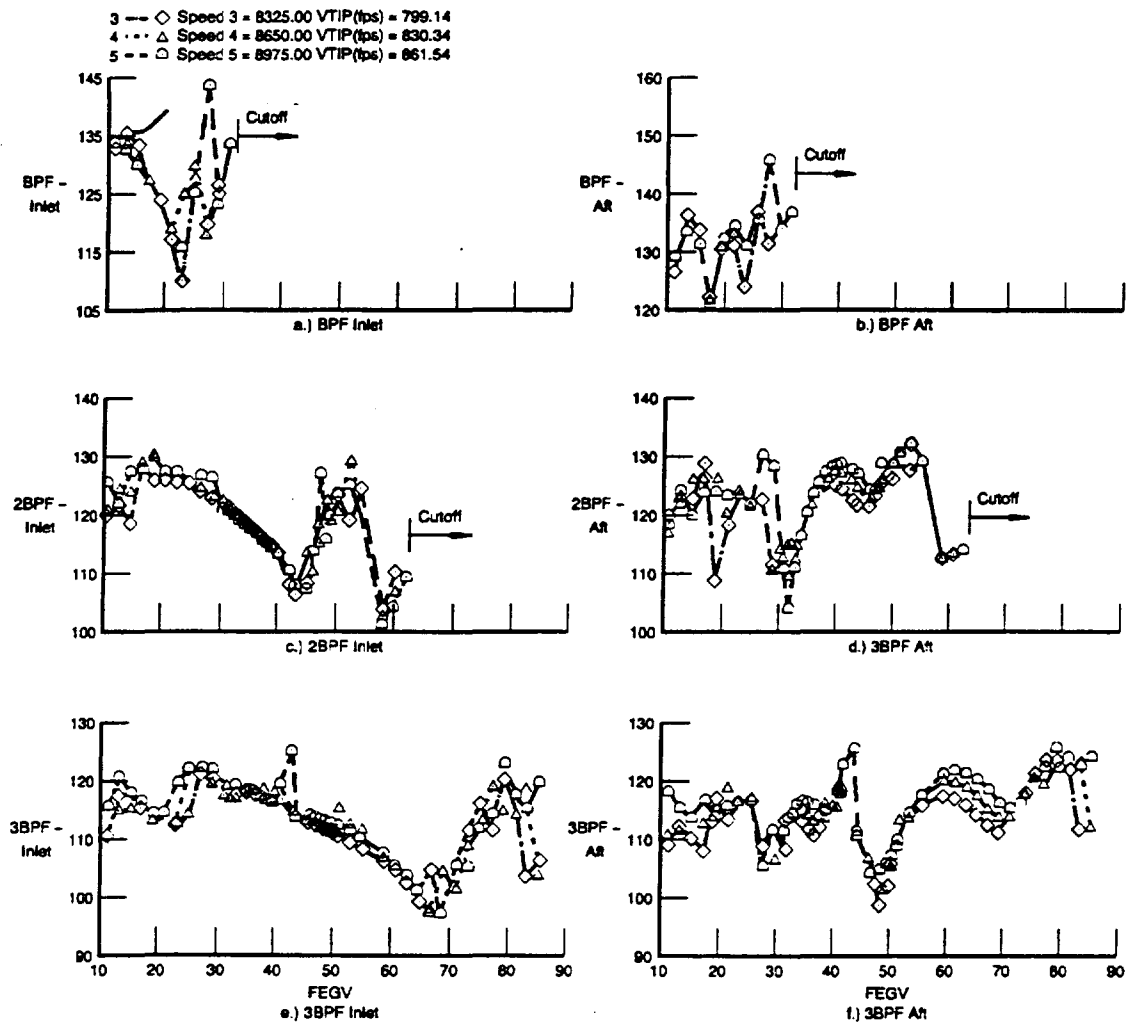 3 Speed 3 = 8325.00 VTIP(fps) = 799.14
4 Speed 4 = 8650.00 VTIP(fps) = 830.34
5 Speed 5 = 8975.00 VTIP(fps) = 861.54
145
135
125
115
105
BPF –
Inlet
Cutoff
a.) BPF Inlet
160
150
140
130
120
BPF –
Aft
Cutoff
b.) BPF Aft
140
130
120
110
100
2BPF –
Inlet
Cutoff
c.) 2BPF Inlet
140
130
120
110
100
2BPF –
Aft
Cutoff
d.) 3BPF Aft
130
120
110
100
90
3BPF –
Inlet
10 20 30 40 50 60 70 80 90
FEGV
e.) 3BPF Inlet
130
120
110
100
90
3BPF –
Aft
10 20 30 40 50 60 70 80 90
FEGV
f.) 3BPF Aft